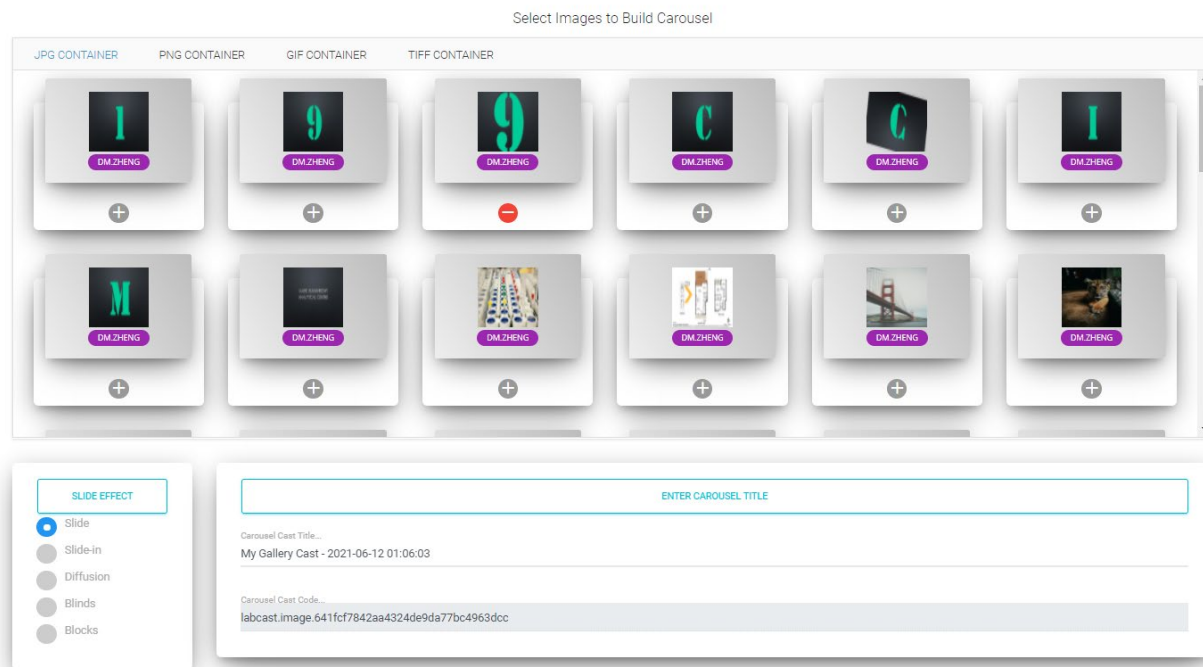 Select Images to Build Carousel
JPG CONTAINER PNG CONTAINER GIF CONTAINER TIFF CONTAINER
1 9 9 C C I
DM.ZHENG DM.ZHENG DM.ZHENG DM.ZHENG DM.ZHENG DM.ZHENG
M
DM.ZHENG DM.ZHENG DM.ZHENG DM.ZHENG DM.ZHENG DM.ZHENG
SLIDE EFFECT
Slide
Slide-in
Diffusion
Blinds
Blocks
ENTER CAROUSEL TITLE
Carousel Cast Title...
My Gallery Cast - 2021-06-12 01:06:03
Carousel Cast Code...
labcast.image.641fcf7842aa4324de9da77bc4963dcc